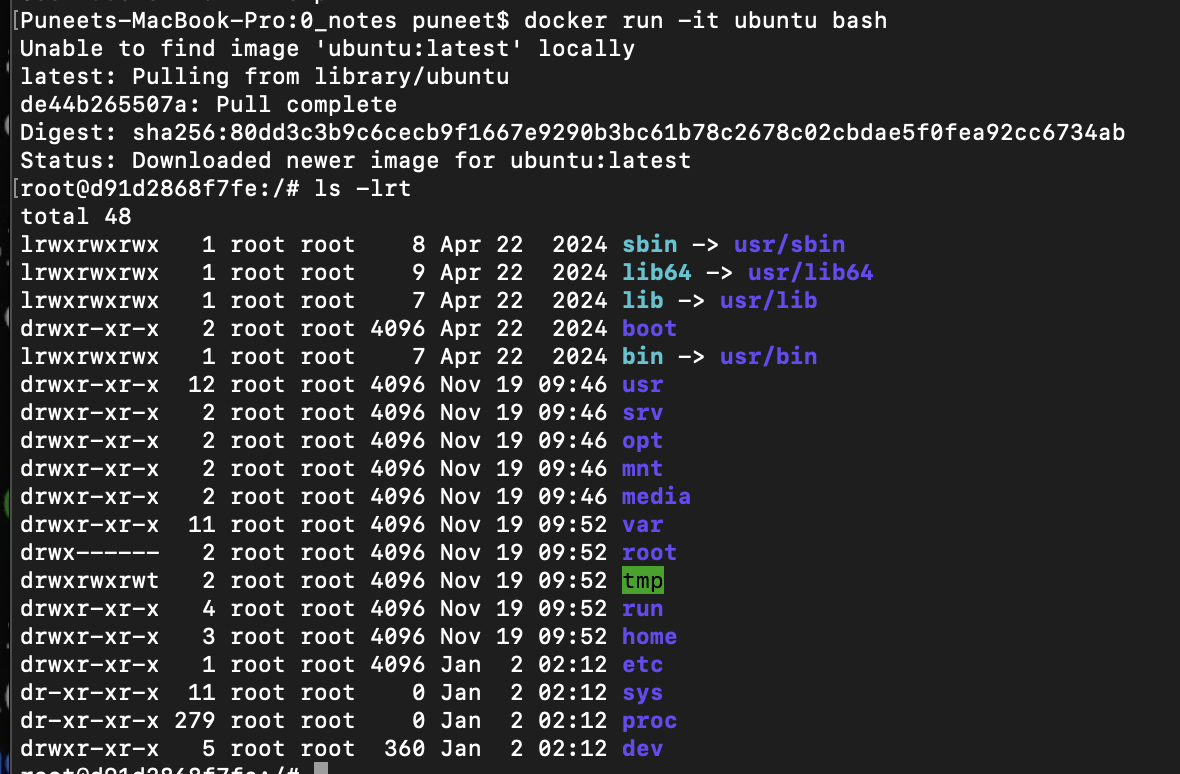 [Puneets-MacBook-Pro:0_notes puneet$ docker run -it ubuntu bash
Unable to find image 'ubuntu:latest' locally
latest: Pulling from library/ubuntu
de44b265507a: Pull complete
Digest: sha256:80dd3c3b9c6cecb9f1667e9290b3bc61b78c2678c02cbdae5f0fea92cc6734ab
Status: Downloaded newer image for ubuntu:latest
[root@d91d2868f7fe:/# ls -lrt
total 48
lrwxrwxrwx   1 root root    8 Apr 22  2024 sbin -> usr/sbin
lrwxrwxrwx   1 root root    9 Apr 22  2024 lib64 -> usr/lib64
lrwxrwxrwx   1 root root    7 Apr 22  2024 lib -> usr/lib
drwxr-xr-x   2 root root 4096 Apr 22  2024 boot
lrwxrwxrwx   1 root root    7 Apr 22  2024 bin -> usr/bin
drwxr-xr-x  12 root root 4096 Nov 19 09:46 usr
drwxr-xr-x   2 root root 4096 Nov 19 09:46 srv
drwxr-xr-x   2 root root 4096 Nov 19 09:46 opt
drwxr-xr-x   2 root root 4096 Nov 19 09:46 mnt
drwxr-xr-x   2 root root 4096 Nov 19 09:46 media
drwxr-xr-x  11 root root 4096 Nov 19 09:52 var
drwx------   2 root root 4096 Nov 19 09:52 root
drwxrwxrwt   2 root root 4096 Nov 19 09:52 tmp
drwxr-xr-x   4 root root 4096 Nov 19 09:52 run
drwxr-xr-x   3 root root 4096 Nov 19 09:52 home
drwxr-xr-x   1 root root 4096 Jan  2 02:12 etc
dr-xr-xr-x  11 root root    0 Jan  2 02:12 sys
dr-xr-xr-x 279 root root    0 Jan  2 02:12 proc
drwxr-xr-x   5 root root  360 Jan  2 02:12 dev
root@d91d2868f7fe:/#